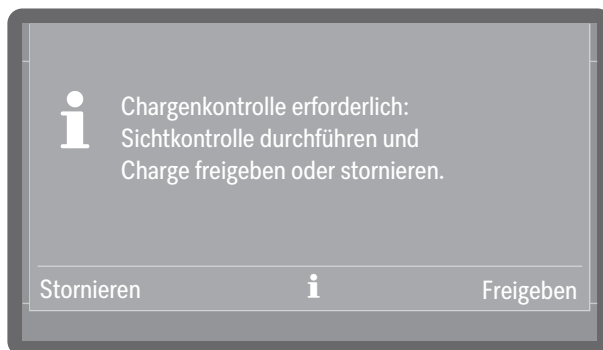 Chargenkontrolle erforderlich:
Sichtkontrolle durchführen und
Charge freigeben oder stornieren.
Stornieren
Freigeben